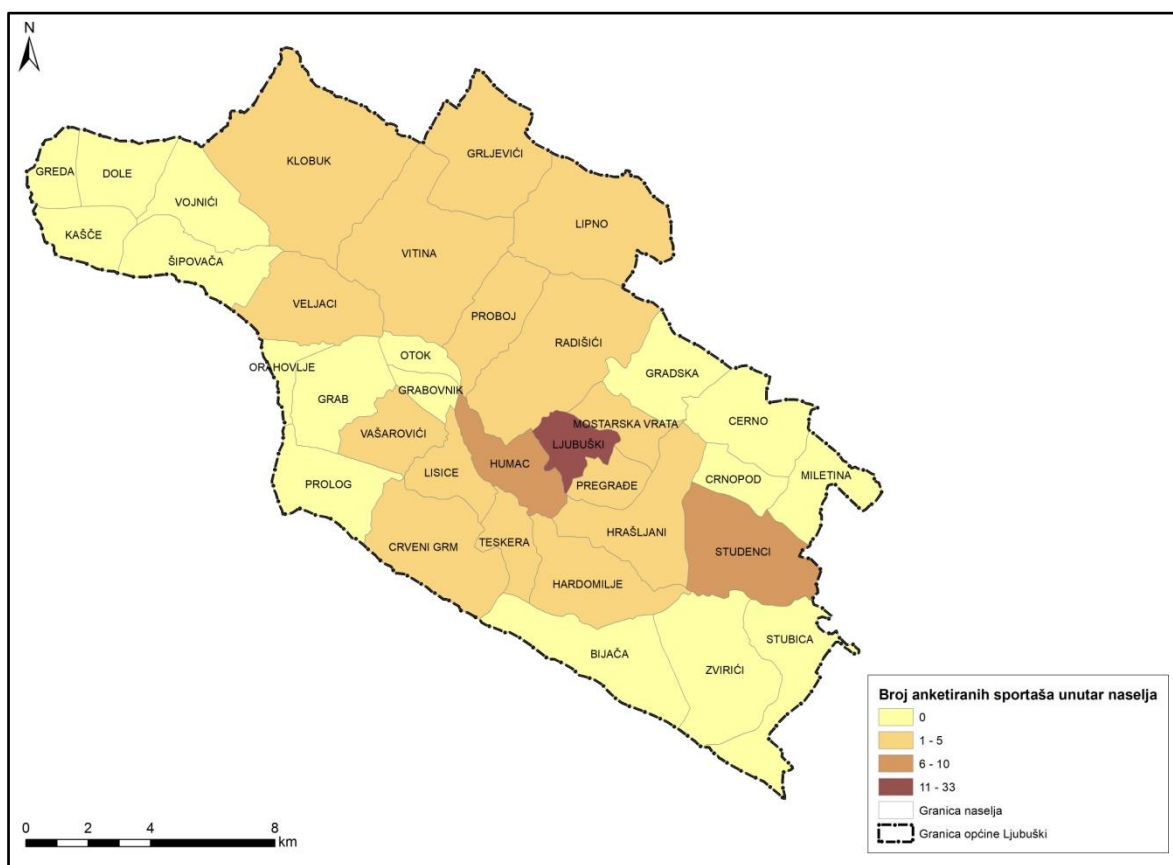 N
GRLJEVIĆI
KLOBUK
GREDA
DOLE
VOJNIĆI
LIPNO
KAŠČE
ŠIPOVAČA
VITINA
VELJACI
PROBOJ
RADIŠIĆI
OTOK
ORAHOVLJE
GRADSKA
GRABOVNIK
GRAB
CERNO
MOSTARSKA VRATA
VAŠAROVIĆI
LJUBUŠKI
HUMAC
LISICE
CRNOPOD
MILETINA
PROLOG
PREGRAĐE
HRAŠLJANI
TESKERA
CRVENI GRM
STUDENCI
HARDOMILJE
STUBICA
BIJAČA
ZVIRIĆI
Broj anketiranih sportaša unutar naselja
0
1 - 5
6 - 10
11 - 33
Granica naselja
Granica općine Ljubuški
0 2 4 8
km